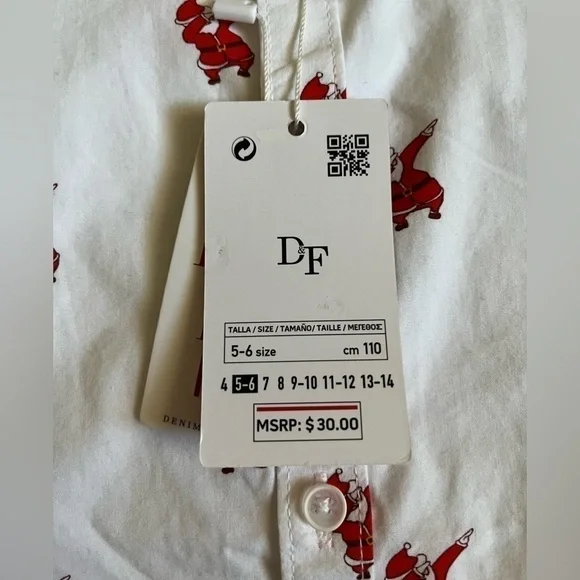 D&F
TALLA / SIZE / TAMAÑO / TAILLE / ΜΕΓΕΘΟΣ
5-6 size cm 110
4 5-6 7 8 9-10 11-12 13-14
MSRP: $ 30.00
DENIM